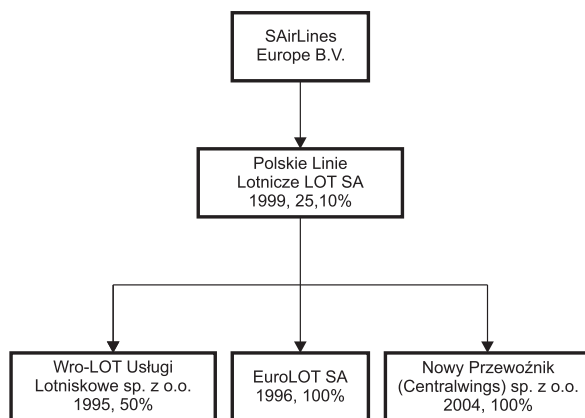 SAirLines
Europe B.V.
Polskie Linie
Lotnicze LOT SA
1999, 25,10%
Wro-LOT Usługi
Lotniskowe sp. z o.o.
1995, 50%
EuroLOT SA
1996, 100%
Nowy Przewoźnik
(Centralwings) sp. z o.o.
2004, 100%